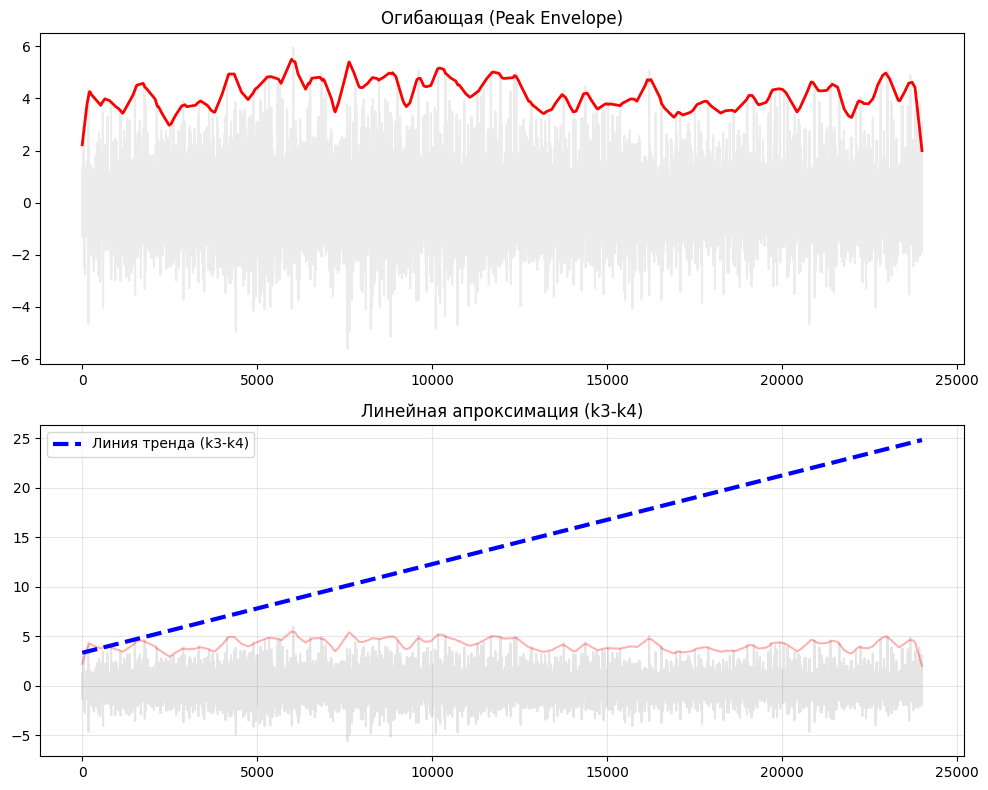 Огибающая (Peak Envelope)
6
4
2
0
−2
−4
−6
0 5000 10000 15000 20000 25000
Линейная апроксимация (k3-k4)
Линия тренда (k3-k4)
25
20
15
10
5
0
−5
0 5000 10000 15000 20000 25000